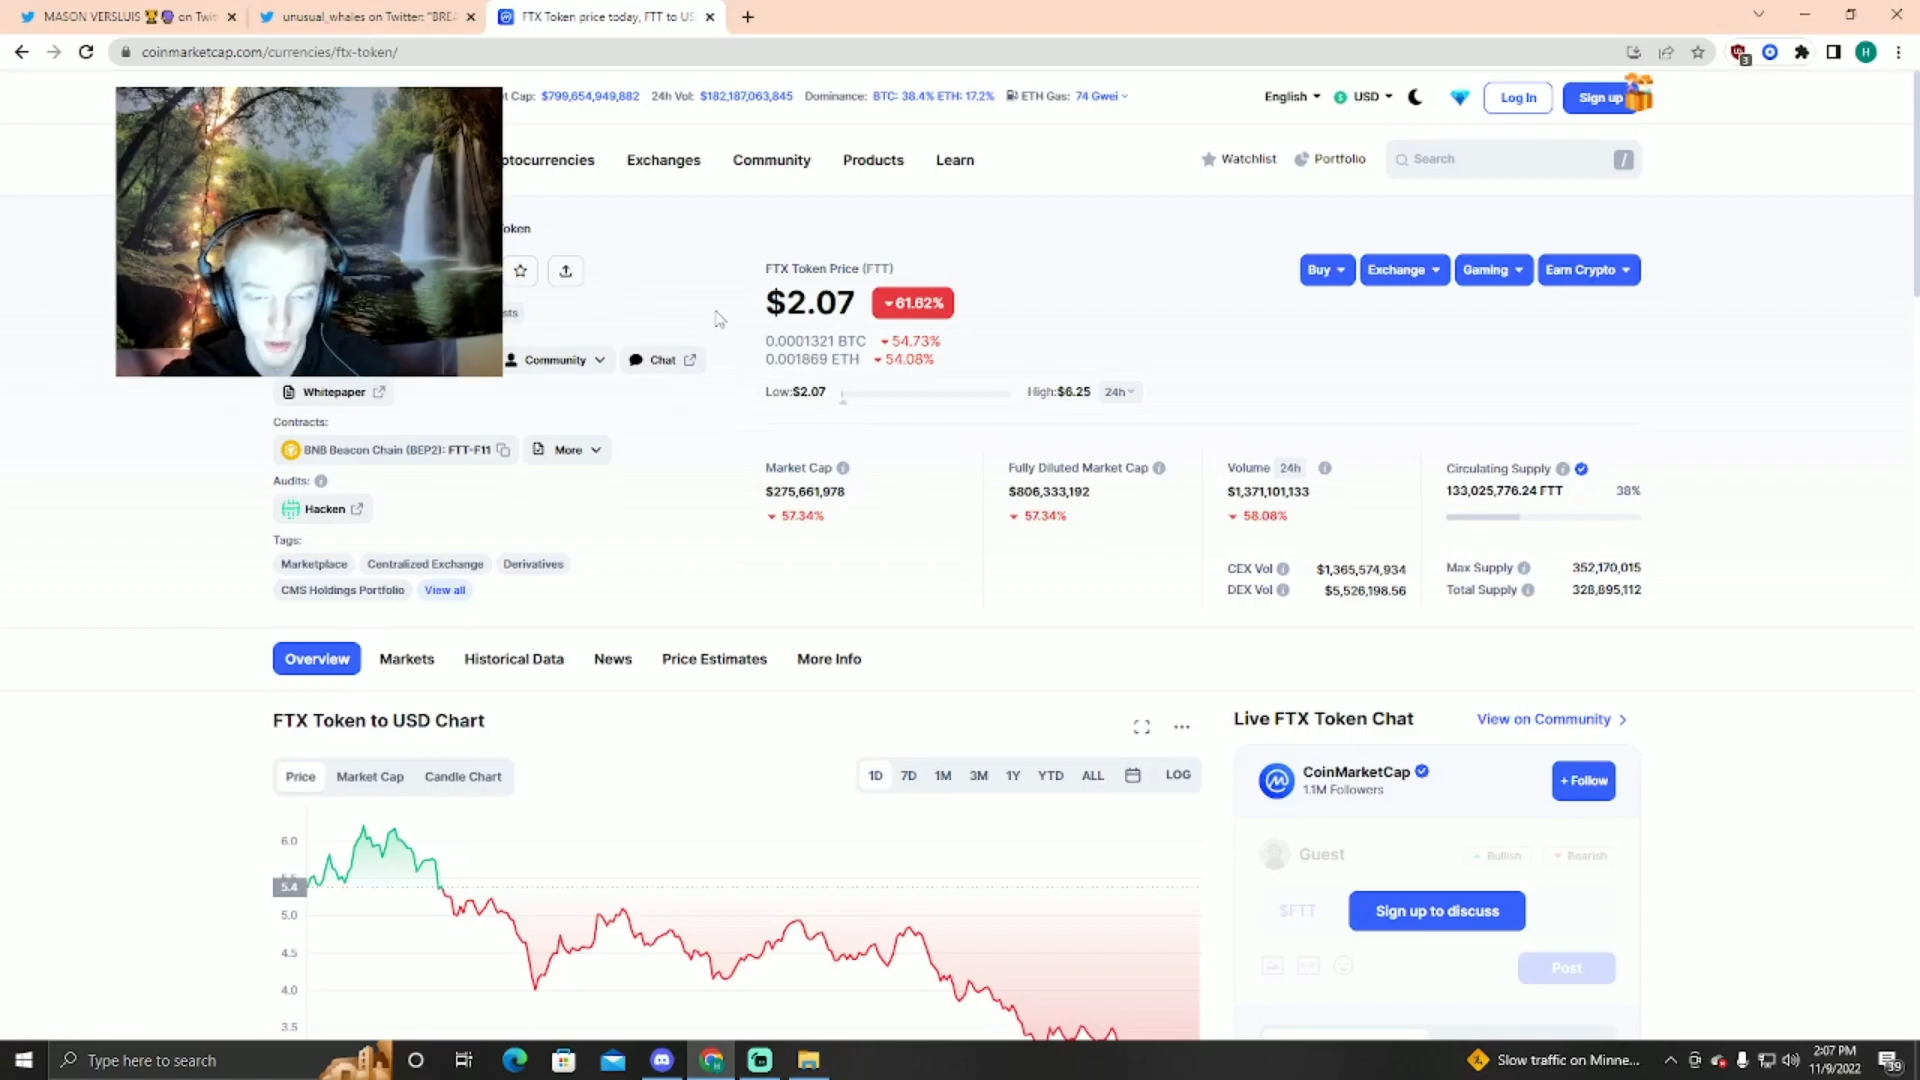 MASON VERSLUIS 🏆🔮 on Twit
unusual_whales on Twitter: "BREA
FTX Token price today, FTT to US
coinmarketcap.com/currencies/ftx-token/
3
H
t Cap: $799,654,949,882 24h Vol: $182,187,063,845 Dominance: BTC: 38.4% ETH: 17.2% ETH Gas: 74 Gwei
English USD Log In Sign up
ptocurrencies Exchanges Community Products Learn
Watchlist Portfolio Search /
oken
FTX Token Price (FTT)
$2.07 61.62%
Buy Exchange Gaming Earn Crypto
sts
0.0001321 BTC 54.73%
0.001869 ETH 54.08%
Community Chat
Low:$2.07 High:$6.25 24h
Whitepaper
Contracts:
BNB Beacon Chain (BEP2): FTT-F11 More
Audits:
Hacken
Tags:
Marketplace Centralized Exchange Derivatives
CMS Holdings Portfolio View all
Market Cap
$275,661,978
57.34%
Fully Diluted Market Cap
$806,333,192
57.34%
Volume 24h
$1,371,101,133
58.08%
CEX Vol $1,365,574,934
DEX Vol $5,526,198.56
Circulating Supply
133,025,776.24 FTT 38%
Max Supply 352,170,015
Total Supply 328,895,112
Overview Markets Historical Data News Price Estimates More Info
FTX Token to USD Chart
Price Market Cap Candle Chart
1D 7D 1M 3M 1Y YTD ALL LOG
6.0
5.4
5.0
4.5
4.0
3.5
Live FTX Token Chat View on Community
CoinMarketCap
1.1M Followers
+ Follow
Guest Bullish Bearish
$FTT Sign up to discuss
Post
Type here to search
Slow traffic on Minne...
2:07 PM
11/9/2022
39